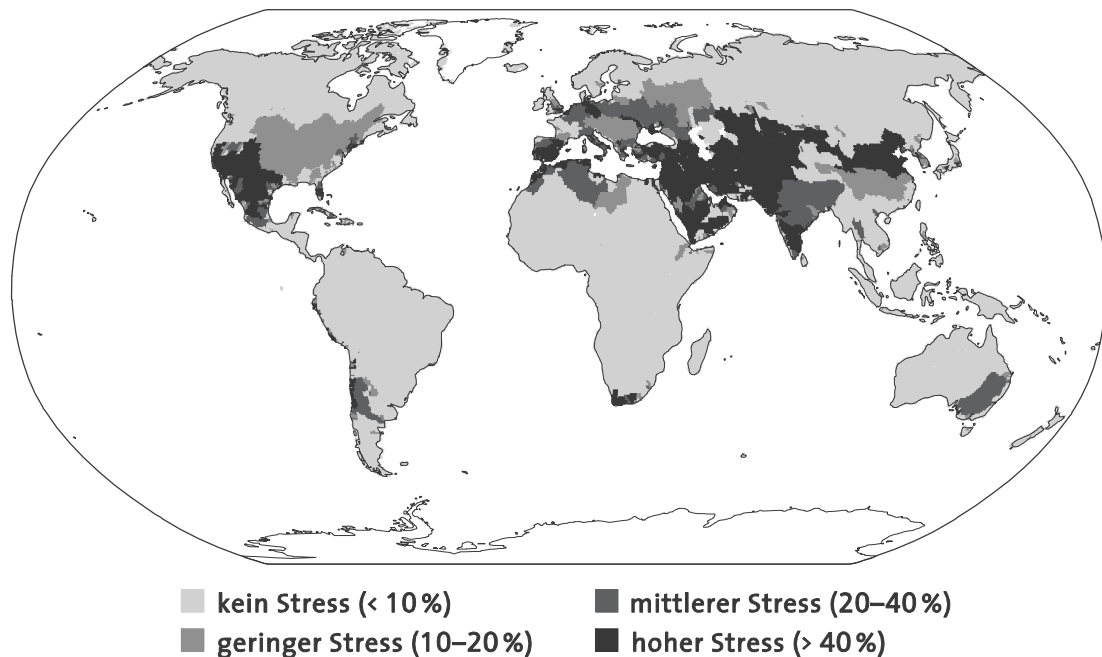 kein Stress (< 10 %)
geringer Stress (10–20 %)
mittlerer Stress (20–40 %)
hoher Stress (> 40 %)